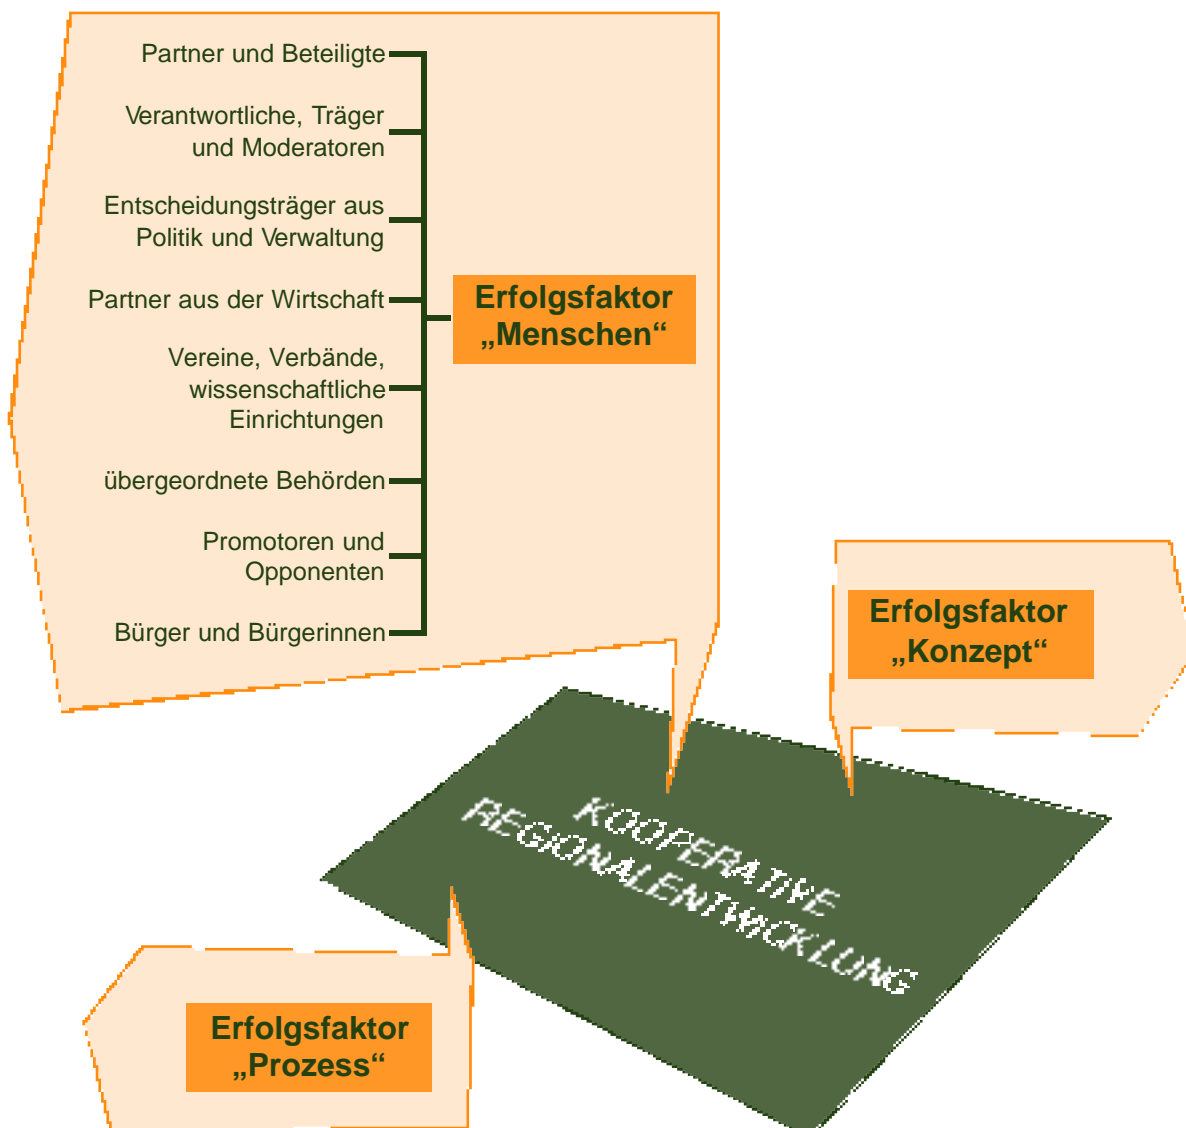 Partner und Beteiligte
Verantwortliche, Träger
und Moderatoren
Entscheidungsträger aus
Politik und Verwaltung
Partner aus der Wirtschaft
Vereine, Verbände,
wissenschaftliche
Einrichtungen
übergeordnete Behörden
Promotoren und
Opponenten
Bürger und Bürgerinnen
Erfolgsfaktor
„Menschen“
Erfolgsfaktor
„Konzept“
KOOPERATIVE
REGIONALENTWICKLUNG
Erfolgsfaktor
„Prozess“